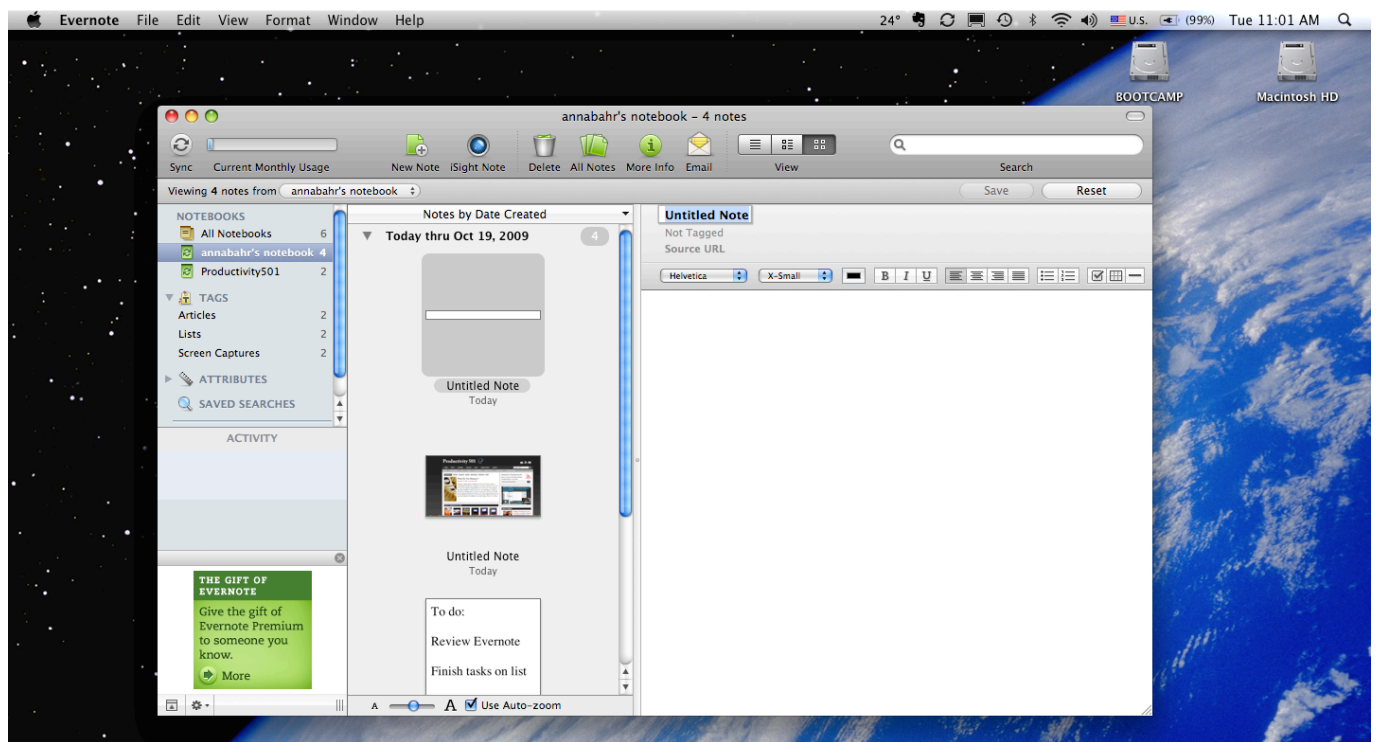 Evernote File Edit View Format Window Help 24° U.S. (99%) Tue 11:01 AM
BOOTCAMP Macintosh HD
annabahr's notebook – 4 notes
Sync Current Monthly Usage New Note iSight Note Delete All Notes More Info Email View Search
Viewing 4 notes from annabahr's notebook Save Reset
NOTEBOOKS
All Notebooks 6
annabahr's notebook 4
Productivity501 2
TAGS
Articles 2
Lists 2
Screen Captures 2
ATTRIBUTES
SAVED SEARCHES
ACTIVITY
THE GIFT OF
EVERNOTE
Give the gift of
Evernote Premium
to someone you
know.
More
Notes by Date Created
Today thru Oct 19, 2009 4
Untitled Note
Today
Productivity 501
Untitled Note
Today
To do:
Review Evernote
Finish tasks on list
A A Use Auto-zoom
Untitled Note
Not Tagged
Source URL
Helvetica X-Small B I U